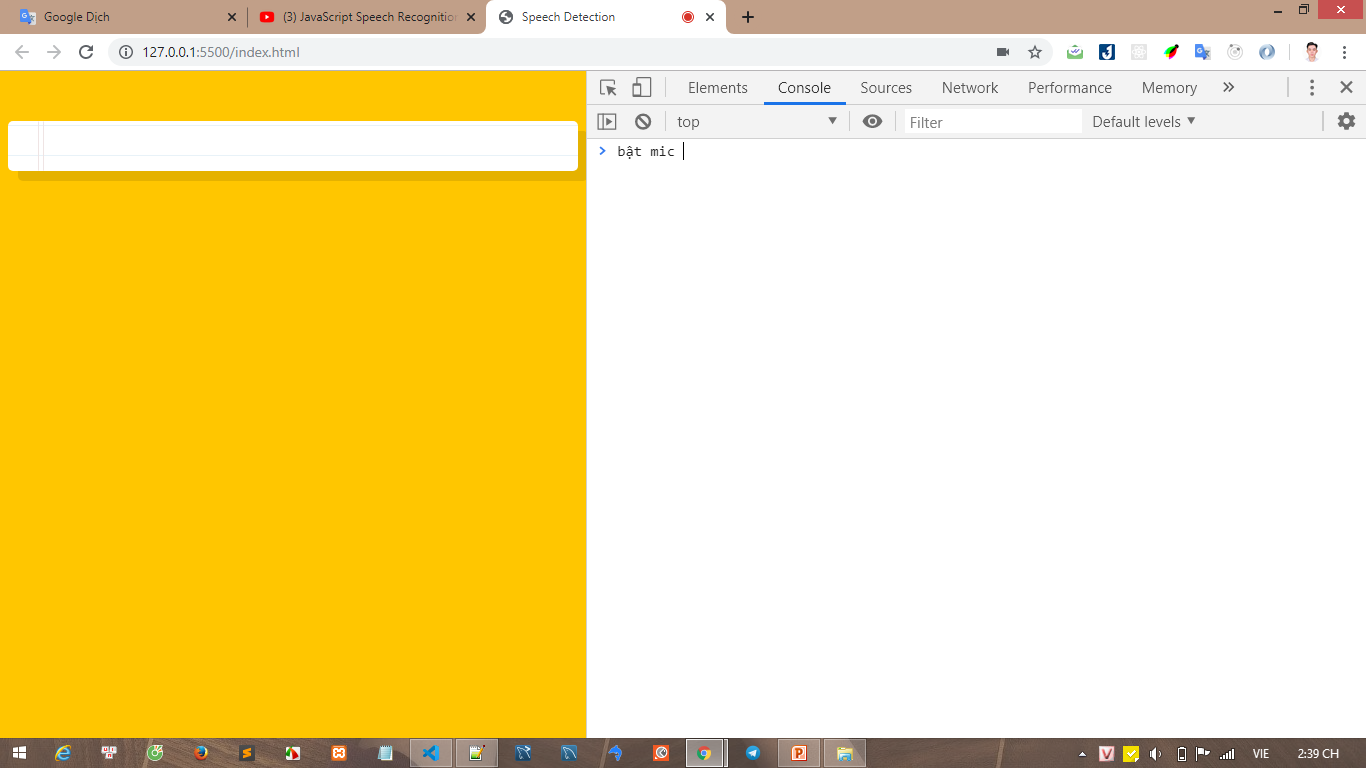 Google Dịch
(3) JavaScript Speech Recognition
Speech Detection
127.0.0.1:5500/index.html
Elements Console Sources Network Performance Memory
top Filter Default levels
bật mic
VIE 2:39 CH